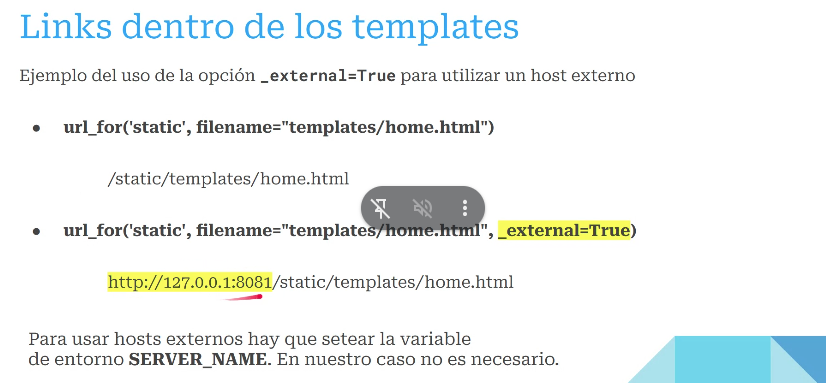 Links dentro de los templates
Ejemplo del uso de la opción _external=True para utilizar un host externo
● url_for('static', filename="templates/home.html")
/static/templates/home.html
● url_for('static', filename="templates/home.html", _external=True)
http://127.0.0.1:8081/static/templates/home.html
Para usar hosts externos hay que setear la variable
de entorno SERVER_NAME. En nuestro caso no es necesario.